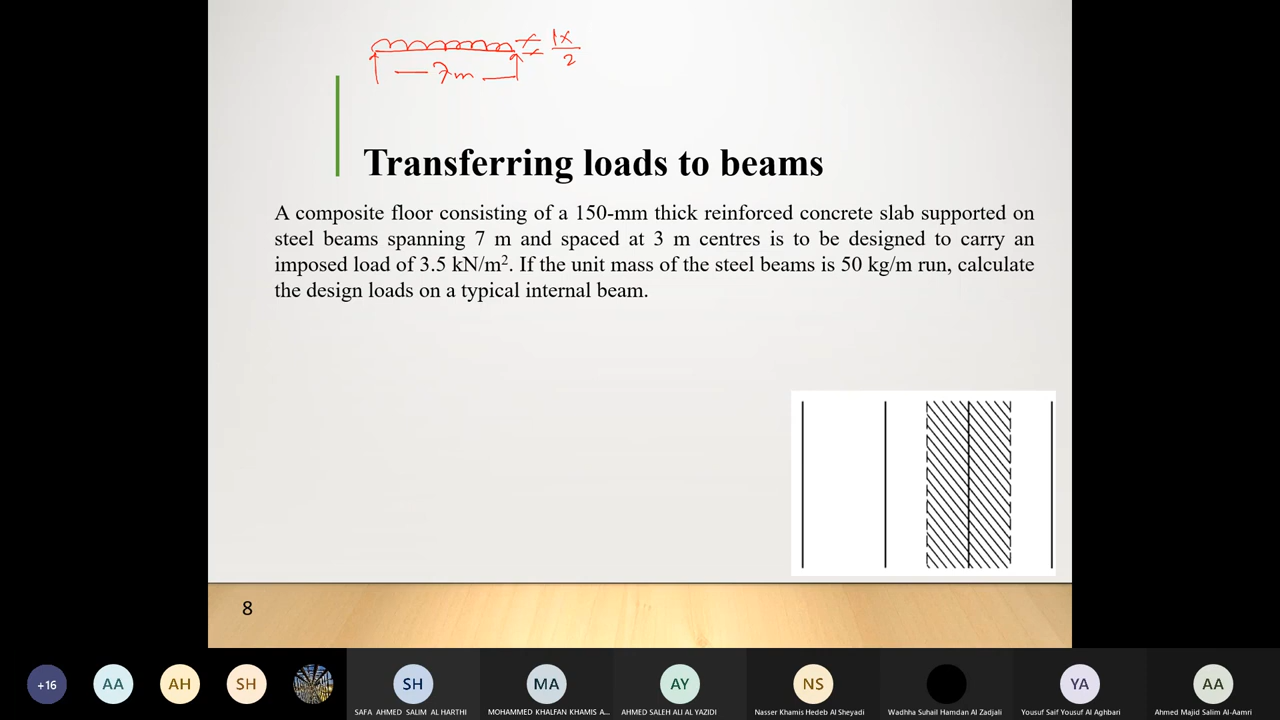 1x
2
7m
Transferring loads to beams
A composite floor consisting of a 150-mm thick reinforced concrete slab supported on
steel beams spanning 7 m and spaced at 3 m centres is to be designed to carry an
imposed load of 3.5 kN/m². If the unit mass of the steel beams is 50 kg/m run, calculate
the design loads on a typical internal beam.
8
+16
AA
AH
SH
SH
MA
AY
NS
YA
AA
SAFA AHMED SALIM AL HARTHI
MOHAMMED KHALFAN KHAMIS A...
AHMED SALEH ALI AL YAZIDI
Nasser Khamis Hedeb Al Sheyadi
Wadhha Suhail Hamdan Al Zadjali
Yousuf Saif Yousuf Al Aghbari
Ahmed Majid Salim Al-Aamri